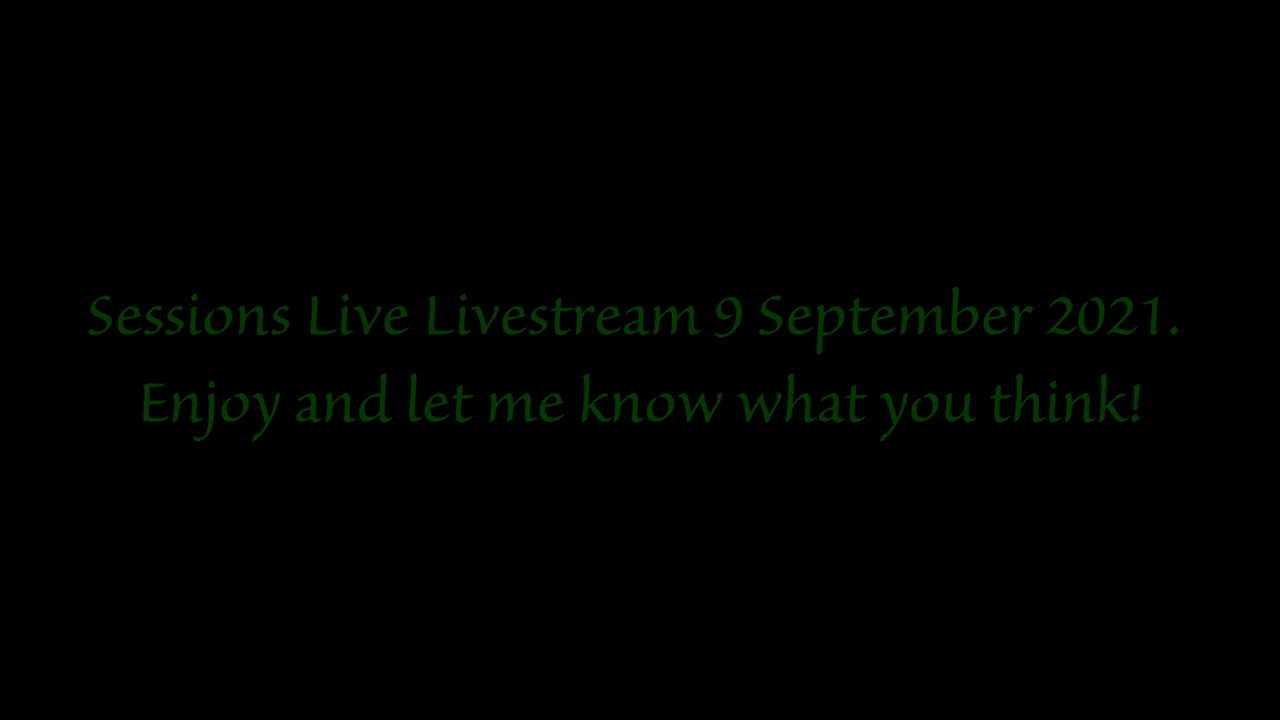 Sessions Live Livestream 9 September 2021.
Enjoy and let me know what you think!